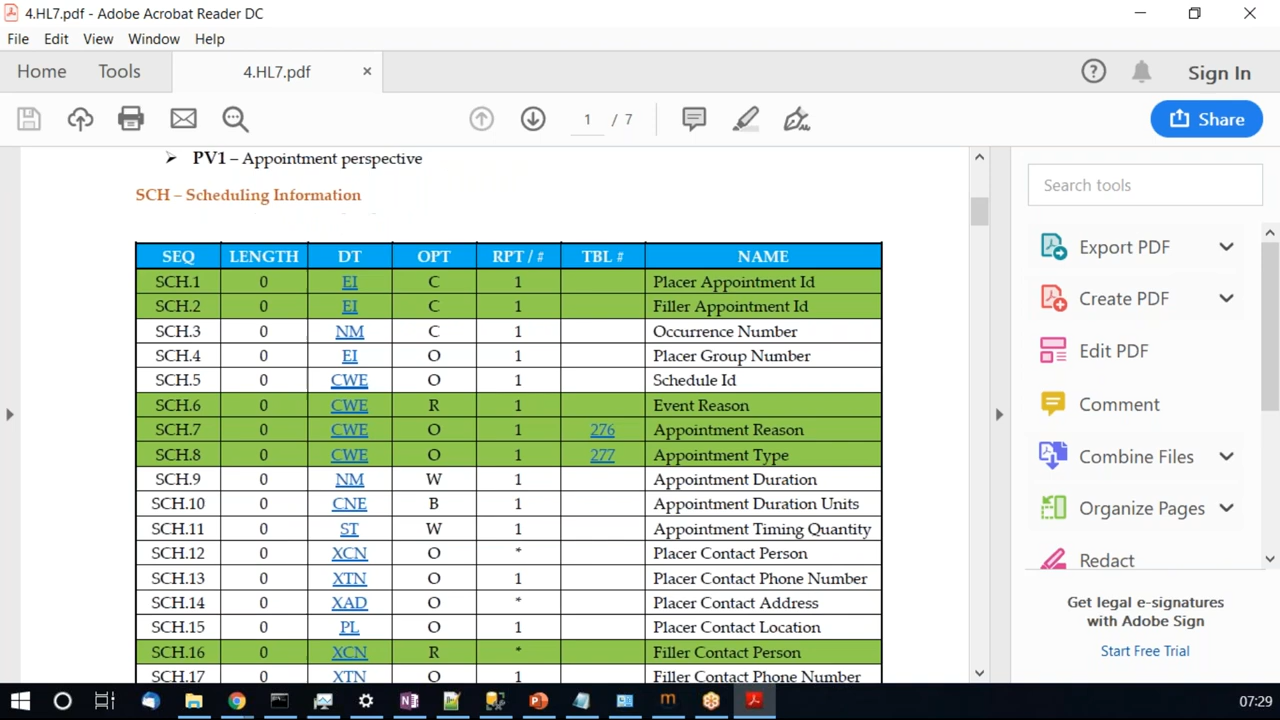 4.HL7.pdf - Adobe Acrobat Reader DC
File Edit View Window Help
Home Tools 4.HL7.pdf × Sign In
1 / 7 Share
➢ PV1 – Appointment perspective
SCH – Scheduling Information
SEQ LENGTH DT OPT RPT / # TBL # NAME
SCH.1 0 EI C 1 Placer Appointment Id
SCH.2 0 EI C 1 Filler Appointment Id
SCH.3 0 NM C 1 Occurrence Number
SCH.4 0 EI O 1 Placer Group Number
SCH.5 0 CWE O 1 Schedule Id
SCH.6 0 CWE R 1 Event Reason
SCH.7 0 CWE O 1 276 Appointment Reason
SCH.8 0 CWE O 1 277 Appointment Type
SCH.9 0 NM W 1 Appointment Duration
SCH.10 0 CNE B 1 Appointment Duration Units
SCH.11 0 ST W 1 Appointment Timing Quantity
SCH.12 0 XCN O * Placer Contact Person
SCH.13 0 XTN O 1 Placer Contact Phone Number
SCH.14 0 XAD O * Placer Contact Address
SCH.15 0 PL O 1 Placer Contact Location
SCH.16 0 XCN R * Filler Contact Person
SCH.17 0 XTN O 1 Filler Contact Phone Number
Search tools
Export PDF
Create PDF
Edit PDF
Comment
Combine Files
Organize Pages
Redact
Get legal e-signatures
with Adobe Sign
Start Free Trial
07:29